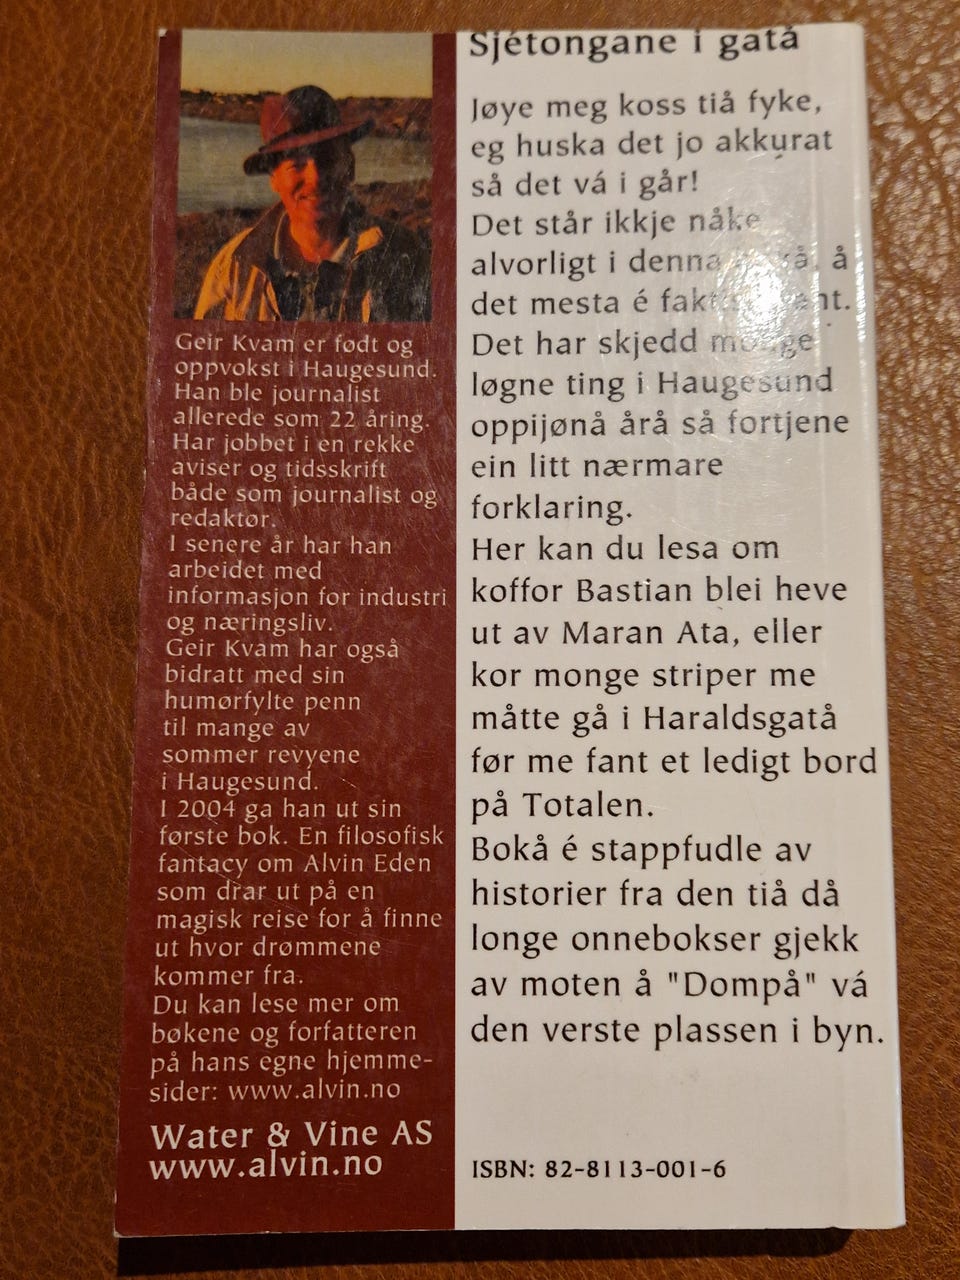 Geir Kvam er født og
oppvokst i Haugesund.
Han ble journalist
allerede som 22 åring.
Har jobbet i en rekke
aviser og tidsskrift
både som journalist og
redaktør.
I senere år har han
arbeidet med
informasjon for industri
og næringsliv.
Geir Kvam har også
bidratt med sin
humørfylte penn
til mange av
sommer revyene
i Haugesund.
I 2004 ga han ut sin
første bok. En filosofisk
fantacy om Alvin Eden
som drar ut på en
magisk reise for å finne
ut hvor drømmene
kommer fra.
Du kan lese mer om
bøkene og forfatteren
på hans egne hjemme-
sider: www.alvin.no
Water & Vine AS
www.alvin.no
Sjétongane i gatå
Jøye meg koss tiå fyke,
eg huska det jo akkurat
så det vá i går!
Det står ikkje nåke
alvorligt i denna å
det mesta é
Det har skjedd monge
løgne ting i Haugesund
oppijønå årå så fortjene
ein litt nærmare
forklaring.
Her kan du lesa om
koffor Bastian blei heve
ut av Maran Ata, eller
kor monge striper me
måtte gå i Haraldsgatå
før me fant et ledigt bord
på Totalen.
Bokå é stappfudle av
historier fra den tiå då
longe onnebokser gjekk
av moten å "Dompå" vá
den verste plassen i byn.
ISBN: 82-8113-001-6